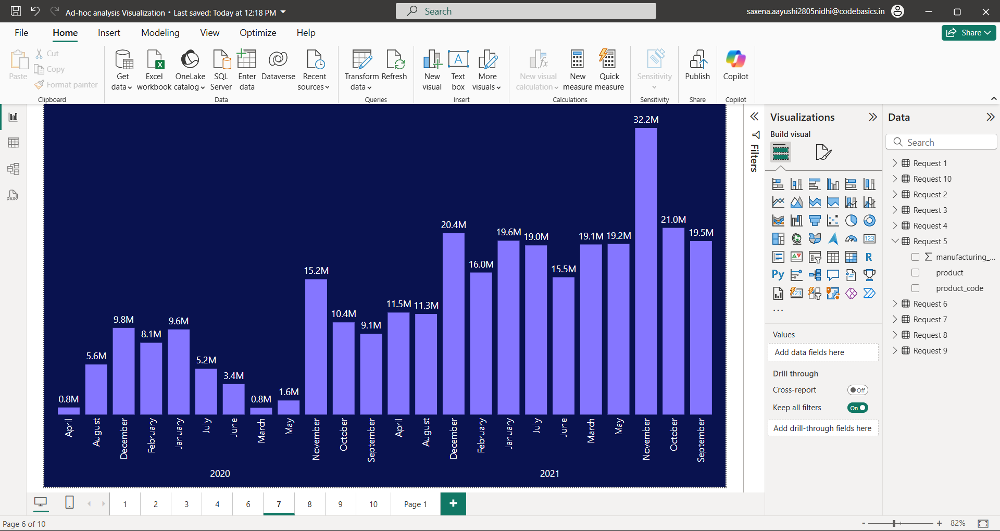 Ad-hoc analysis Visualization • Last saved: Today at 12:18 PM
Search
saxena.aayushi2805nidhi@codebasics.in
File
Home
Insert
Modeling
View
Optimize
Help
Share
Paste
Cut
Copy
Format painter
Clipboard
Get
data
Excel
workbook
OneLake
catalog
SQL
Server
Enter
data
Dataverse
Recent
sources
Data
Transform
data
Refresh
Queries
New
visual
Text
box
More
visuals
Insert
New visual
calculation
New
measure
Quick
measure
Calculations
Sensitivity
Sensitivity
Publish
Share
Copilot
Copilot
DAX
32.2M
21.0M
20.4M
19.6M
19.0M
19.1M
19.2M
19.5M
16.0M
15.5M
15.2M
11.5M
11.3M
10.4M
9.8M
9.6M
9.1M
8.1M
5.6M
5.2M
3.4M
1.6M
0.8M
0.8M
April
August
December
February
January
July
June
March
May
November
October
September
April
August
December
February
January
July
June
March
May
November
October
September
2020
2021
Filters
Visualizations
Build visual
123
R
Py
123
...
Values
Add data fields here
Drill through
Cross-report
Off
Keep all filters
On
Add drill-through fields here
Data
Search
Request 1
Request 10
Request 2
Request 3
Request 4
Request 5
manufacturing_...
product
product_code
Request 6
Request 7
Request 8
Request 9
1
2
3
4
6
7
8
9
10
Page 1
+
Page 6 of 10
-
+
82%